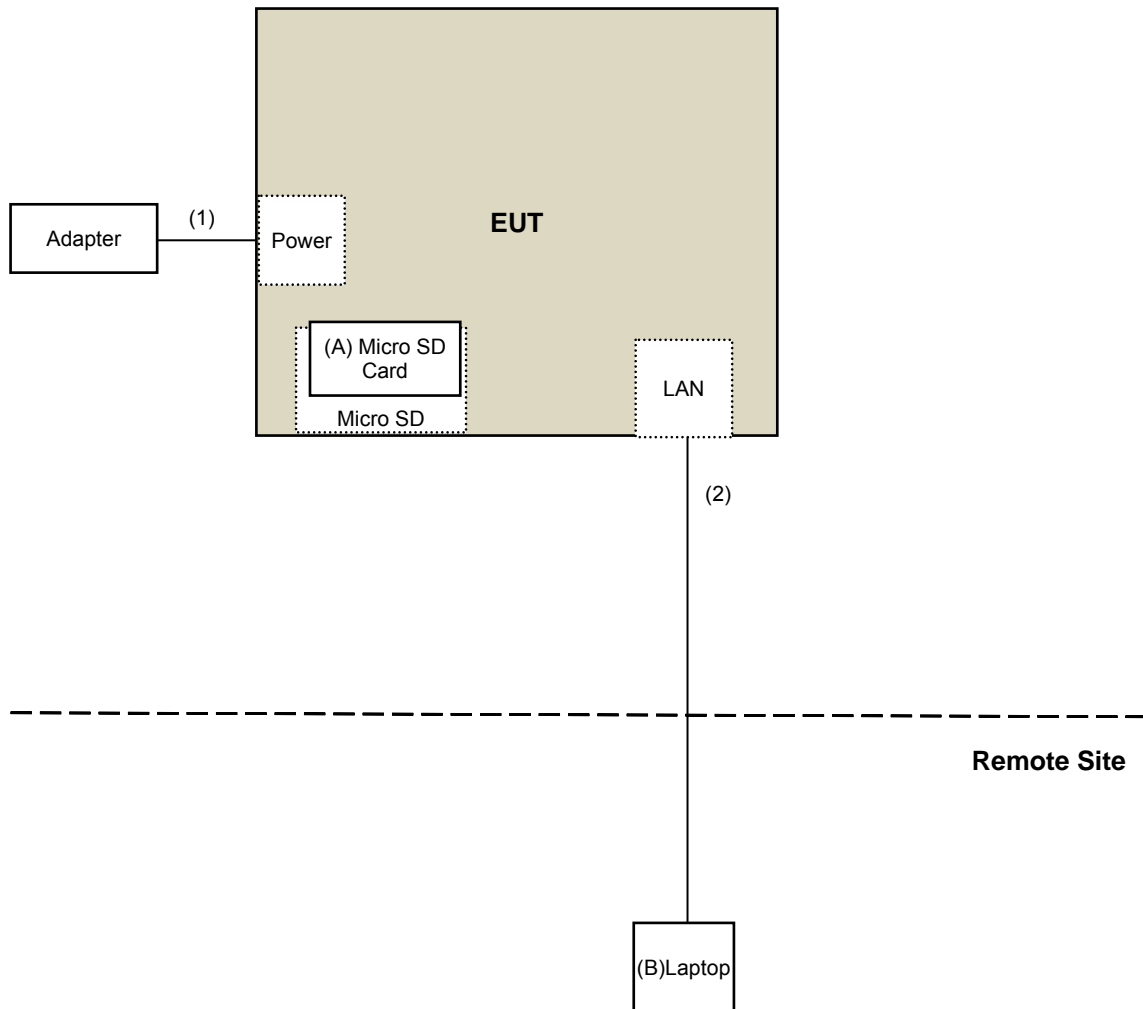 EUT
(1)
Adapter
Power
(A) Micro SD
Card
Micro SD
LAN
(2)
Remote Site
(B)Laptop